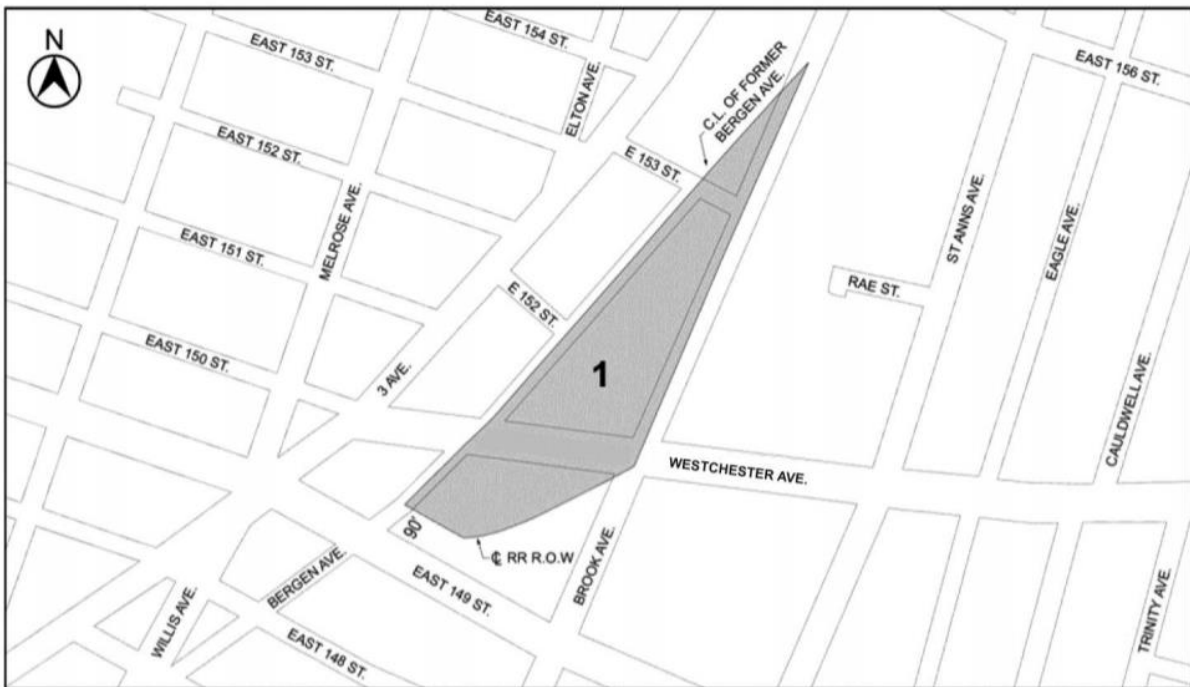 N
EAST 153 ST.
EAST 154 ST.
ELTON AVE.
C.L. OF FORMER
BERGEN AVE.
EAST 156 ST.
EAST 152 ST.
E 153 ST.
MELROSE AVE.
ST ANNS AVE.
EAGLE AVE.
EAST 151 ST.
RAE ST.
E 152 ST.
EAST 150 ST.
3 AVE.
1
CAULDWELL AVE.
WESTCHESTER AVE.
90'
℄ RR R.O.W
BROOK AVE.
BERGEN AVE.
EAST 149 ST.
WILLIS AVE.
EAST 148 ST.
TRINITY AVE.